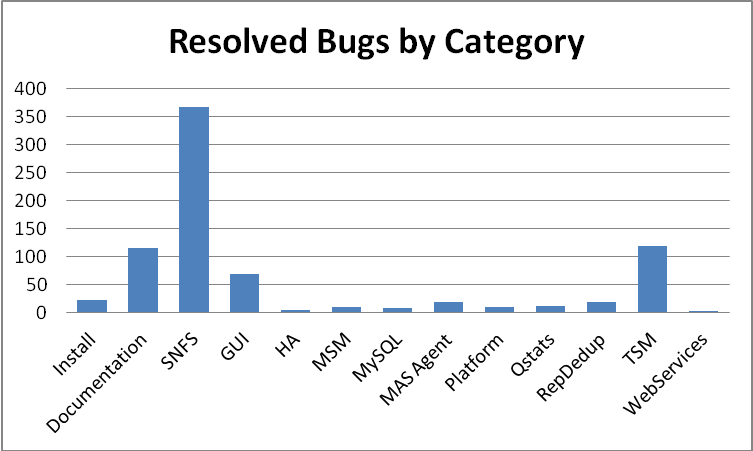 Resolved Bugs by Category
400
350
300
250
200
150
100
50
0
Install
Documentation
SNFS
GUI
HA
MSM
MySQL
MAS Agent
Platform
Qstats
RepDedup
TSM
WebServices